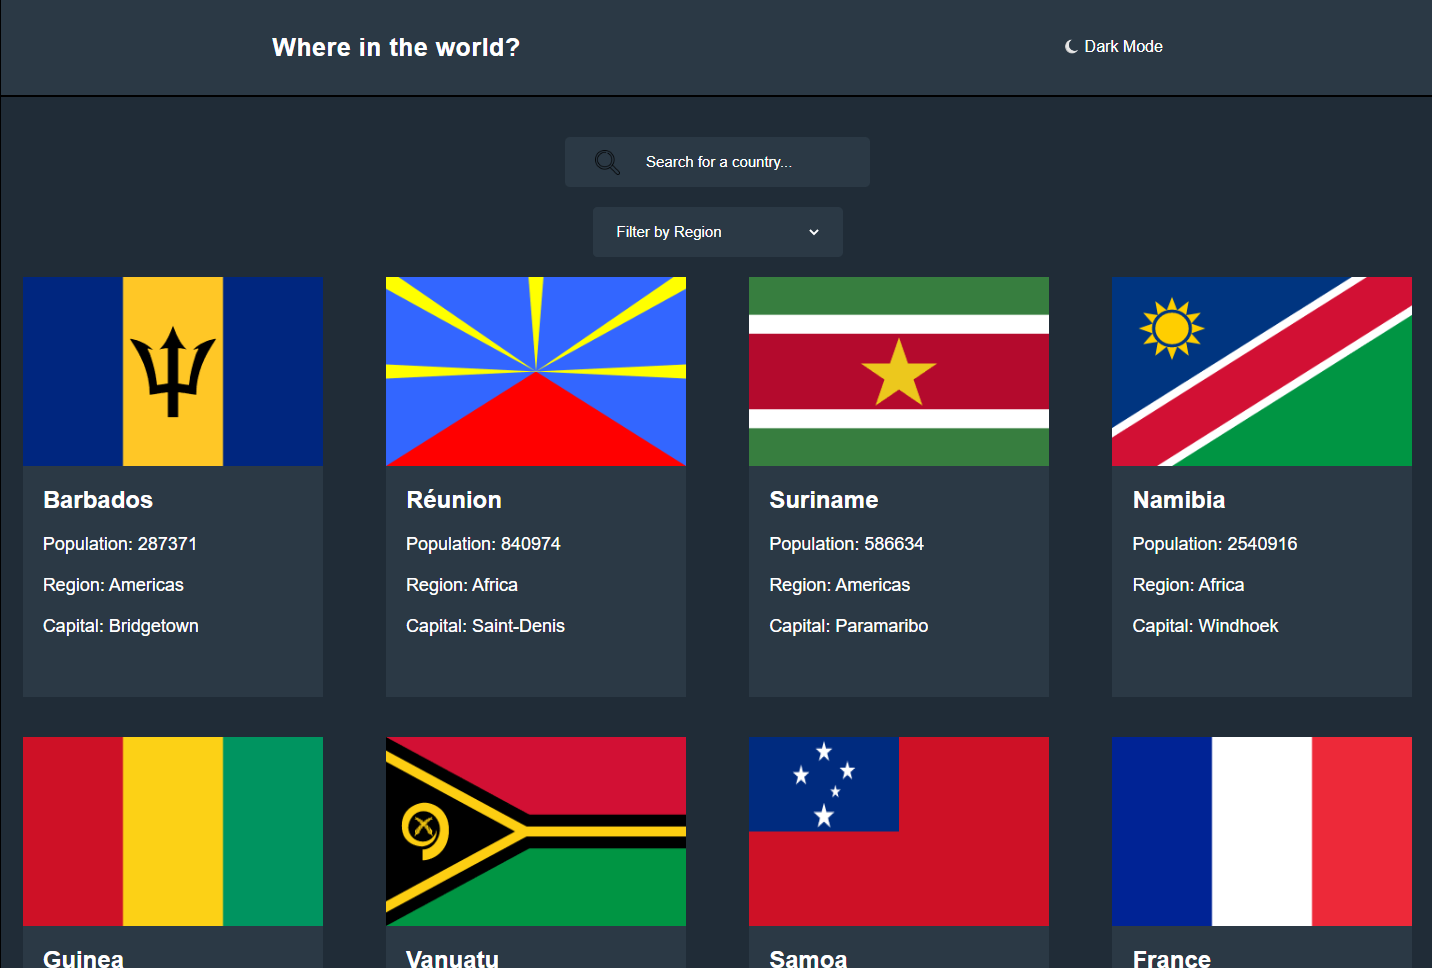 Where in the world?
Dark Mode
Search for a country...
Filter by Region
Barbados
Population: 287371
Region: Americas
Capital: Bridgetown
Réunion
Population: 840974
Region: Africa
Capital: Saint-Denis
Suriname
Population: 586634
Region: Americas
Capital: Paramaribo
Namibia
Population: 2540916
Region: Africa
Capital: Windhoek
Guinea
Vanuatu
Samoa
France